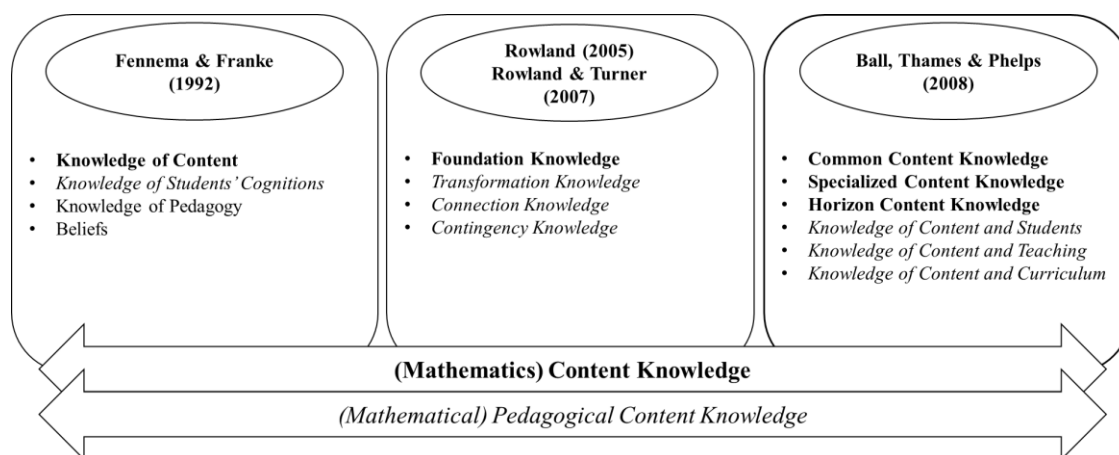 Fennema & Franke
(1992)
• Knowledge of Content
• Knowledge of Students' Cognitions
• Knowledge of Pedagogy
• Beliefs
Rowland (2005)
Rowland & Turner
(2007)
• Foundation Knowledge
• Transformation Knowledge
• Connection Knowledge
• Contingency Knowledge
Ball, Thames & Phelps
(2008)
• Common Content Knowledge
• Specialized Content Knowledge
• Horizon Content Knowledge
• Knowledge of Content and Students
• Knowledge of Content and Teaching
• Knowledge of Content and Curriculum
(Mathematics) Content Knowledge
(Mathematical) Pedagogical Content Knowledge